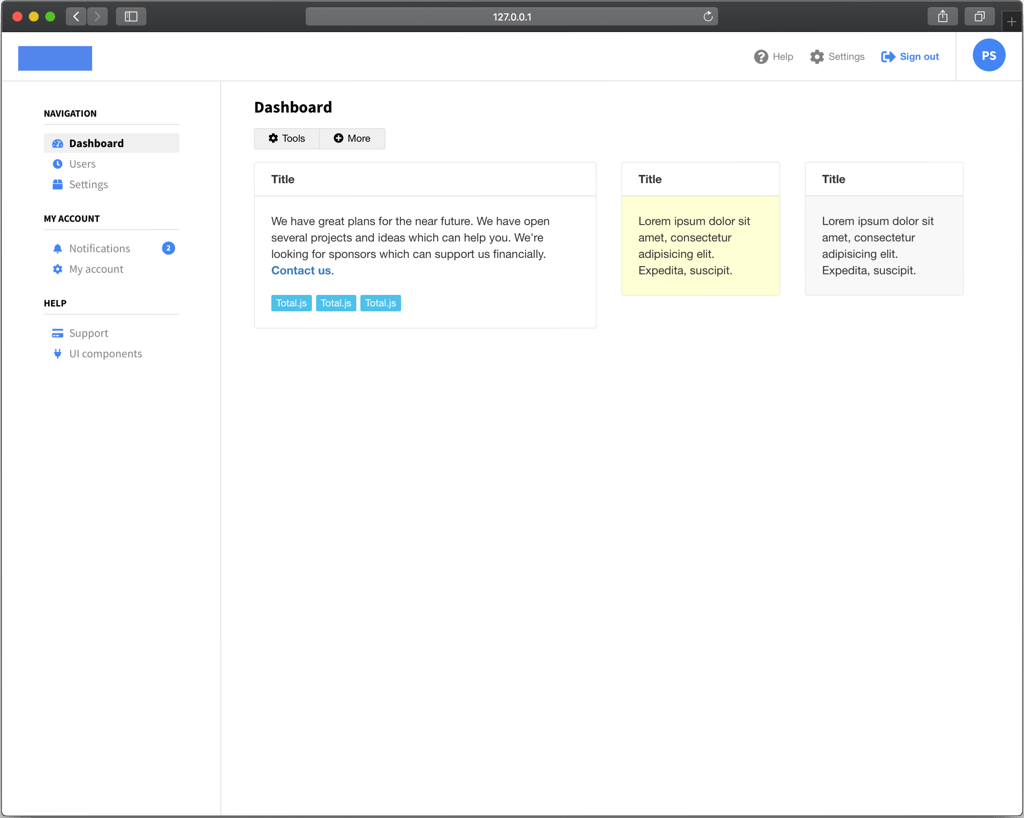 127.0.0.1
Help
Settings
Sign out
PS
NAVIGATION
Dashboard
Users
Settings
MY ACCOUNT
Notifications 2
My account
HELP
Support
UI components
Dashboard
Tools
More
Title
We have great plans for the near future. We have open
several projects and ideas which can help you. We're
looking for sponsors which can support us financially.
Contact us.
Total.js Total.js Total.js
Title
Lorem ipsum dolor sit
amet, consectetur
adipisicing elit.
Expedita, suscipit.
Title
Lorem ipsum dolor sit
amet, consectetur
adipisicing elit.
Expedita, suscipit.